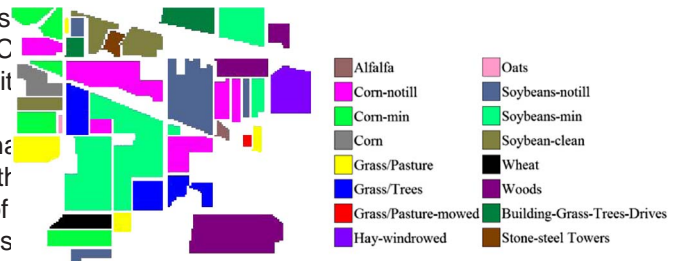 Alfalfa
Corn-notill
Corn-min
Corn
Grass/Pasture
Grass/Trees
Grass/Pasture-mowed
Hay-windrowed
Oats
Soybeans-notill
Soybeans-min
Soybean-clean
Wheat
Woods
Building-Grass-Trees-Drives
Stone-steel Towers